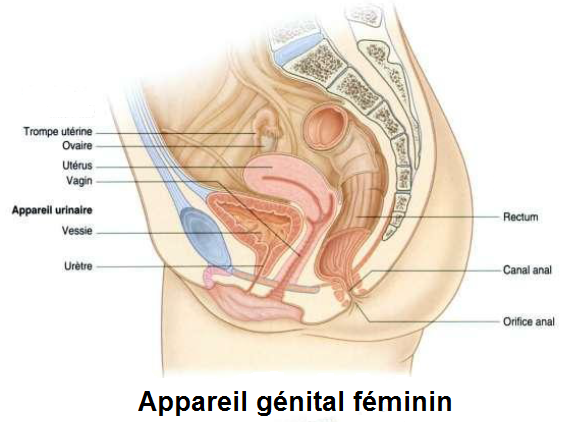 Trompe utérine
Ovaire
Utérus
Vagin
Appareil urinaire
Vessie
Urètre
Rectum
Canal anal
Orifice anal
Appareil génital féminin